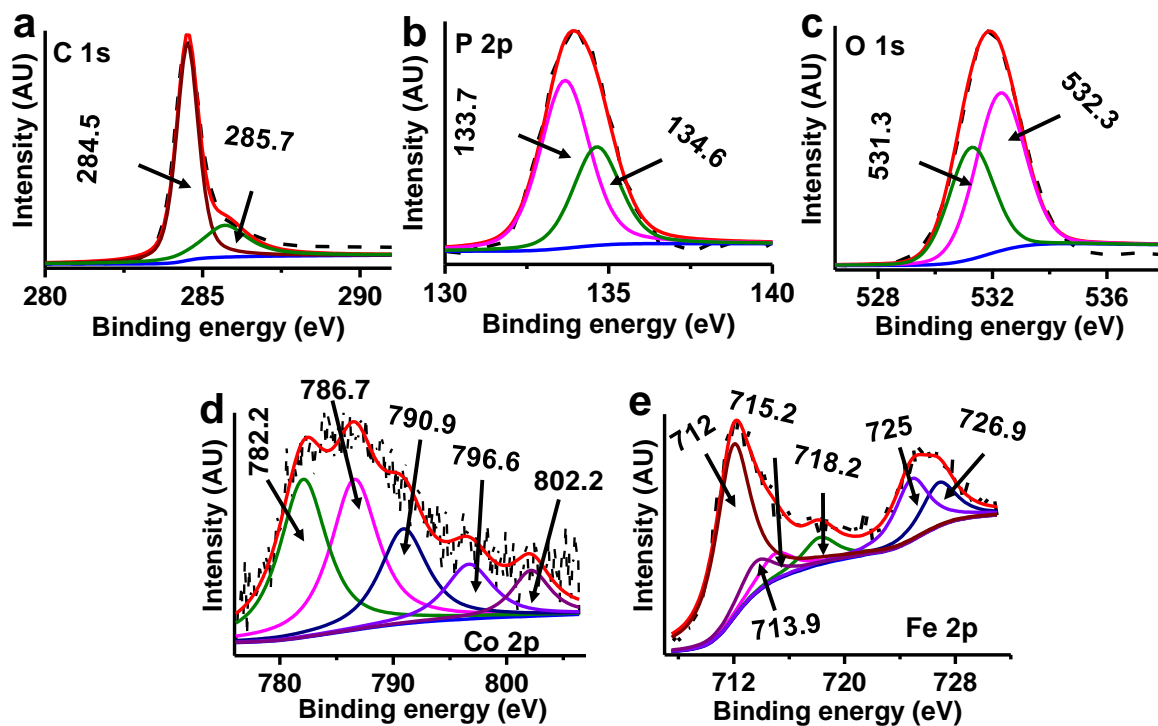 a
C 1s
284.5
285.7
Intensity (AU)
280 285 290
Binding energy (eV)
b
P 2p
133.7
134.6
Intensity (AU)
130 135 140
Binding energy (eV)
c
O 1s
531.3
532.3
Intensity (AU)
528 532 536
Binding energy (eV)
d
782.2
786.7
790.9
796.6
802.2
Co 2p
Intensity (AU)
780 790 800
Binding energy (eV)
e
712
715.2
718.2
725
726.9
713.9
Fe 2p
Intensity (AU)
712 720 728
Binding energy (eV)